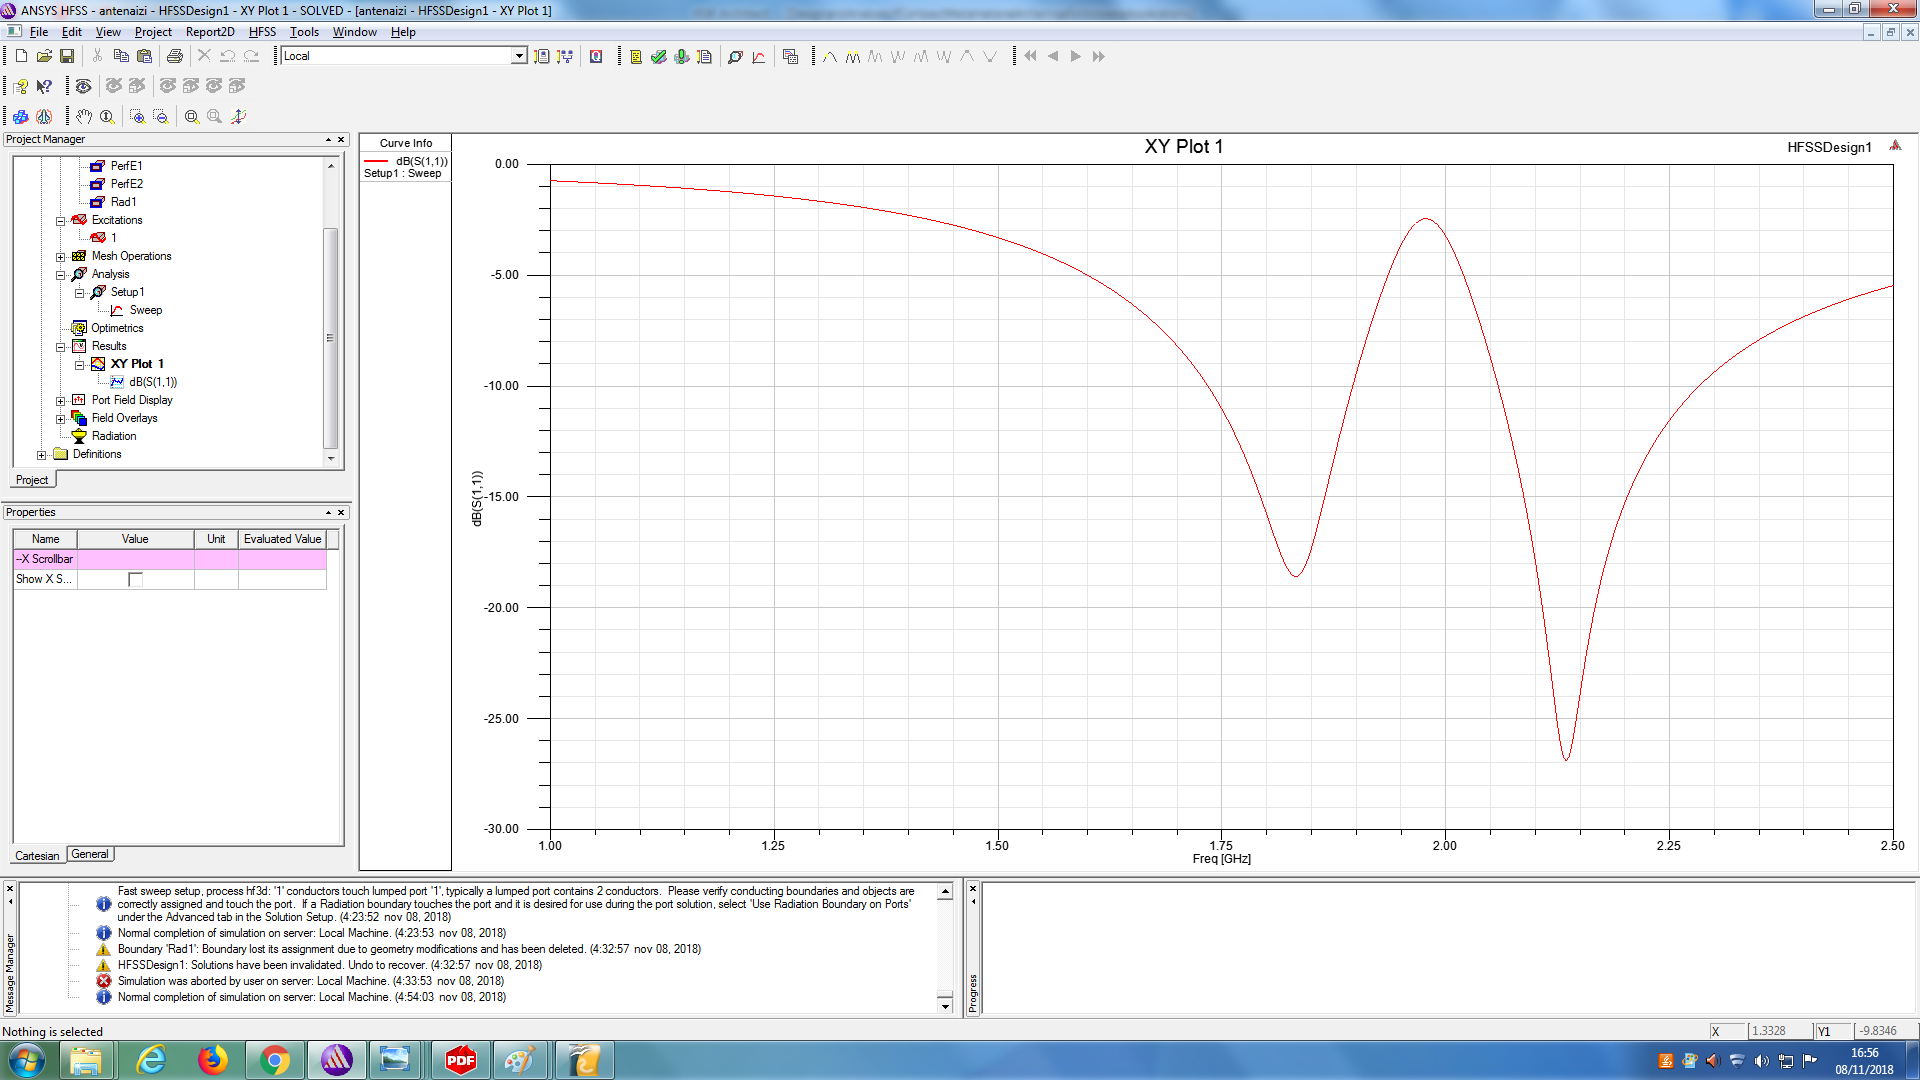 ANSYS HFSS - antenaizi - HFSSDesign1 - XY Plot 1 - SOLVED - [antenaizi - HFSSDesign1 - XY Plot 1]
File Edit View Project Report2D HFSS Tools Window Help
Local
Project Manager
PerfE1
PerfE2
Rad1
Excitations
1
Mesh Operations
Analysis
Setup1
Sweep
Optimetrics
Results
XY Plot 1
dB(S(1,1))
Port Field Display
Field Overlays
Radiation
Definitions
Project
Properties
Name Value Unit Evaluated Value
--X Scrollbar
Show X S...
Cartesian General
Curve Info
dB(S(1,1))
Setup1 : Sweep
XY Plot 1
HFSSDesign1
0.00
-5.00
-10.00
-15.00
-20.00
-25.00
-30.00
dB(S(1,1))
1.00 1.25 1.50 1.75 2.00 2.25 2.50
Freq [GHz]
Message Manager
Fast sweep setup, process hf3d: '1' conductors touch lumped port '1', typically a lumped port contains 2 conductors. Please verify conducting boundaries and objects are
correctly assigned and touch the port. If a Radiation boundary touches the port and it is desired for use during the port solution, select 'Use Radiation Boundary on Ports'
under the Advanced tab in the Solution Setup. (4:23:52 nov 08, 2018)
Normal completion of simulation on server: Local Machine. (4:23:53 nov 08, 2018)
Boundary 'Rad1': Boundary lost its assignment due to geometry modifications and has been deleted. (4:32:57 nov 08, 2018)
HFSSDesign1: Solutions have been invalidated. Undo to recover. (4:32:57 nov 08, 2018)
Simulation was aborted by user on server: Local Machine. (4:33:53 nov 08, 2018)
Normal completion of simulation on server: Local Machine. (4:54:03 nov 08, 2018)
Progress
Nothing is selected
X 1.3328 Y1 -9.8346
PDF
16:56
08/11/2018